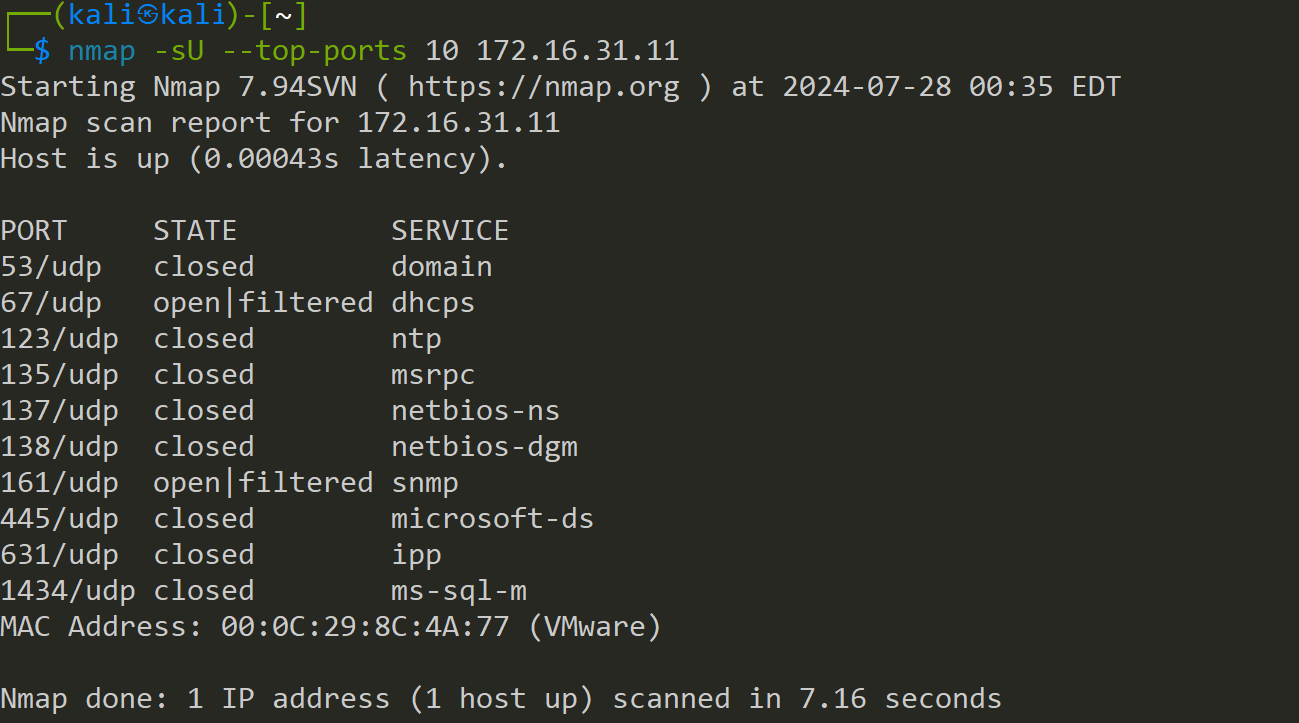 ┌──(kali㉿kali)-[~]
└─$ nmap -sU --top-ports 10 172.16.31.11
Starting Nmap 7.94SVN ( https://nmap.org ) at 2024-07-28 00:35 EDT
Nmap scan report for 172.16.31.11
Host is up (0.00043s latency).

PORT     STATE         SERVICE
53/udp   closed        domain
67/udp   open|filtered dhcps
123/udp  closed        ntp
135/udp  closed        msrpc
137/udp  closed        netbios-ns
138/udp  closed        netbios-dgm
161/udp  open|filtered snmp
445/udp  closed        microsoft-ds
631/udp  closed        ipp
1434/udp closed        ms-sql-m
MAC Address: 00:0C:29:8C:4A:77 (VMware)

Nmap done: 1 IP address (1 host up) scanned in 7.16 seconds